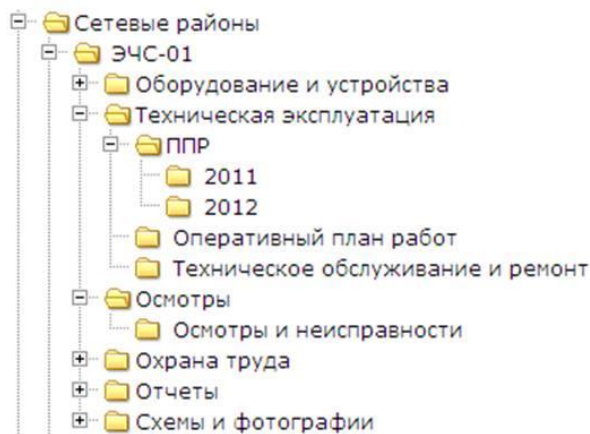 Сетевые районы
ЭЧС-01
Оборудование и устройства
Техническая эксплуатация
ППР
2011
2012
Оперативный план работ
Техническое обслуживание и ремонт
Осмотры
Осмотры и неисправности
Охрана труда
Отчеты
Схемы и фотографии